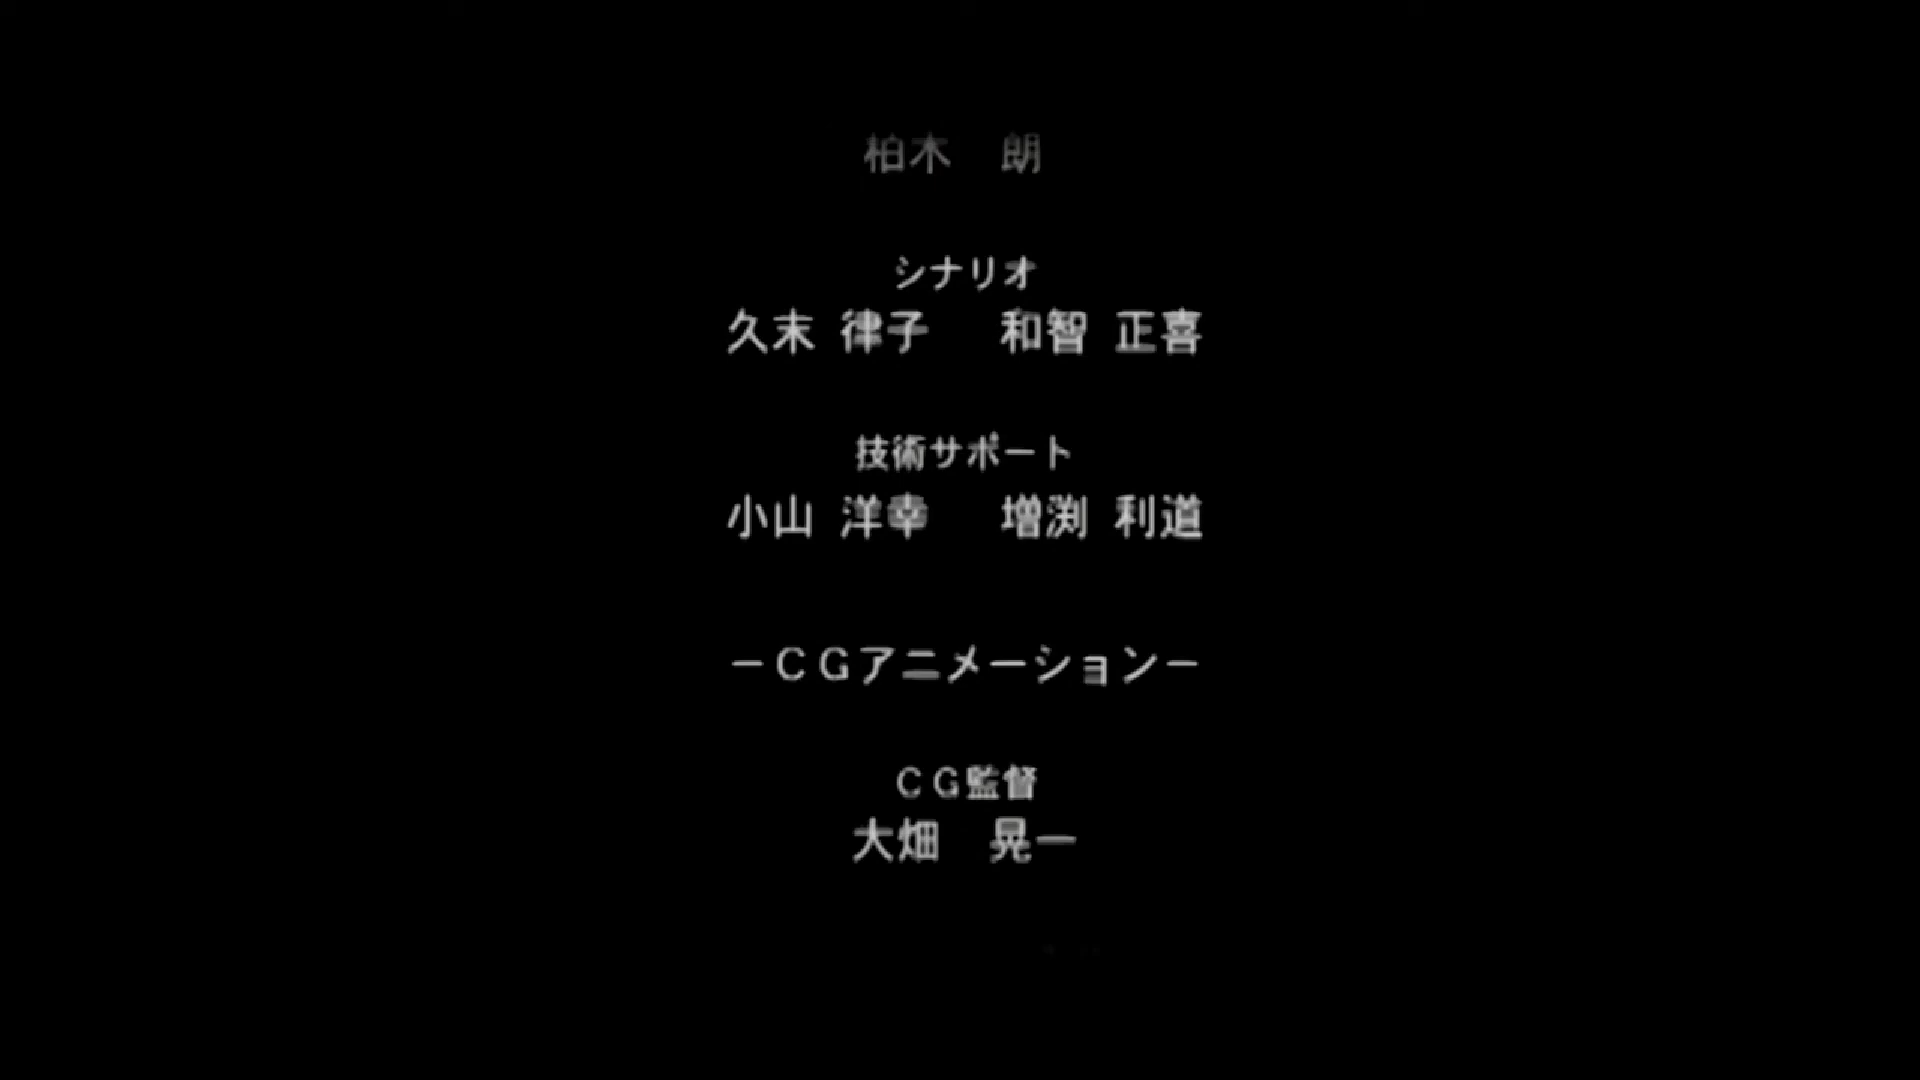 柏木　朗
シナリオ
久末 律子　和智 正喜
技術サポート
小山 洋幸　増渕 利道
－ＣＧアニメーション－
ＣＧ監督
大畑　晃一